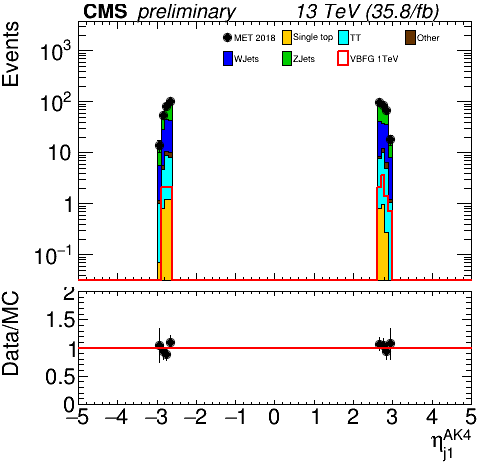 CMS preliminary 13 TeV (35.8/fb)
Events
10³
10²
10
1
10⁻¹
MET 2018 Single top TT Other
WJets ZJets VBFG 1TeV
Data/MC
2
1.5
1
0.5
0
−5 −4 −3 −2 −1 0 1 2 3 4 5
η_{j1}^{AK4}